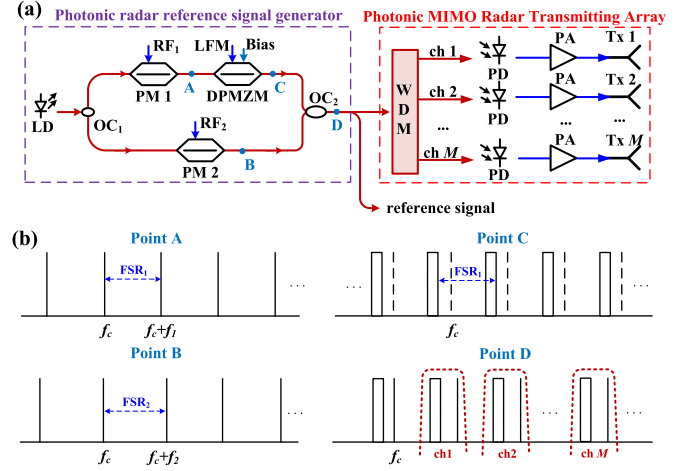 (a)
Photonic radar reference signal generator
Photonic MIMO Radar Transmitting Array
RF1
LFM
Bias
PM 1
A
DPMZM
C
LD
OC1
OC2
D
RF2
PM 2
B
WDM
ch 1
PD
PA
Tx 1
ch 2
PD
PA
Tx 2
...
...
...
ch M
PD
PA
Tx M
reference signal
(b)
Point A
FSR1
...
fc
fc+f1
Point C
FSR1
...
fc
Point B
FSR2
...
fc
fc+f2
Point D
...
...
fc
ch1
ch2
ch M